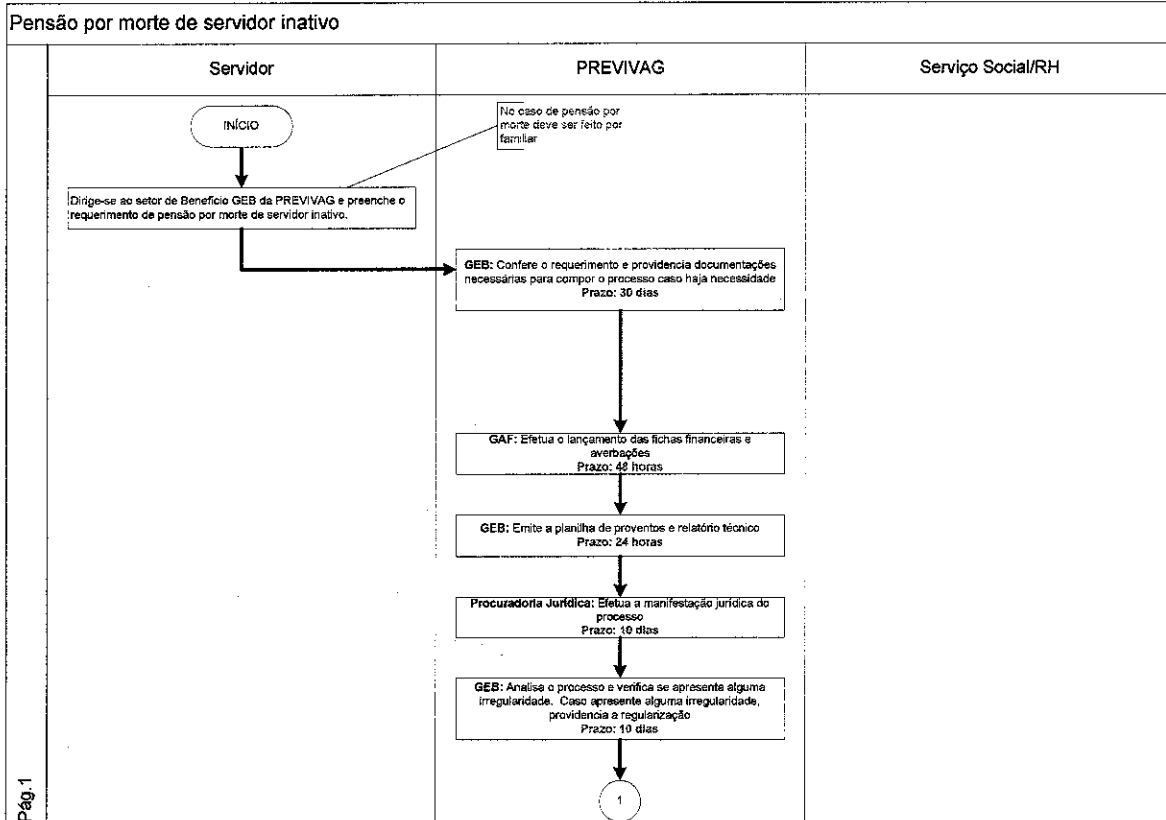 Pensão por morte de servidor inativo
Servidor
PREVIVAG
Serviço Social/RH
INÍCIO
No caso de pensão por
morte deve ser feito por
familiar
Dirige-se ao setor de Benefício GEB da PREVIVAG e preenche o
requerimento de pensão por morte de servidor inativo.
GEB: Confere o requerimento e providencia documentações
necessárias para compor o processo caso haja necessidade
Prazo: 30 dias
GAF: Efetua o lançamento das fichas financeiras e
averbações
Prazo: 48 horas
GEB: Emite a planilha de proventos e relatório técnico
Prazo: 24 horas
Procuradoria Jurídica: Efetua a manifestação jurídica do
processo
Prazo: 10 dias
GEB: Analisa o processo e verifica se apresenta alguma
irregularidade. Caso apresente alguma irregularidade,
providencia a regularização
Prazo: 10 dias
1
Pág.1